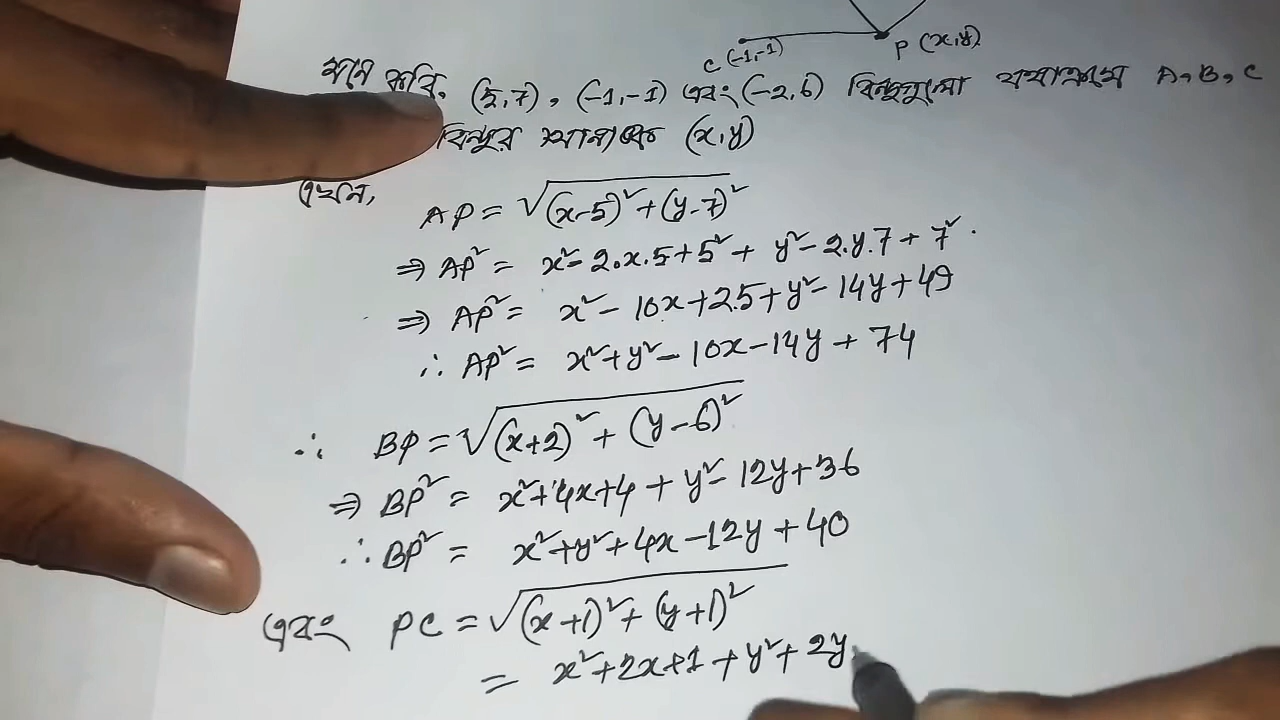 C (-1,-1) P (x,y)
মনে করি, (5,7), (-1,-1) এবং (-2,6) বিন্দুগুলো যথাক্রমে A, B, C
বিন্দুর স্থানাঙ্ক (x,y)
এখন,
AP = √(x-5)² + (y-7)²
⇒ AP² = x² - 2.x.5 + 5² + y² - 2.y.7 + 7²
⇒ AP² = x² - 10x + 25 + y² - 14y + 49
∴ AP² = x² + y² - 10x - 14y + 74
∴ BP = √(x+2)² + (y-6)²
⇒ BP² = x² + 4x + 4 + y² - 12y + 36
∴ BP² = x² + y² + 4x - 12y + 40
এবং PC = √(x+1)² + (y+1)²
= x² + 2x + 1 + y² + 2y